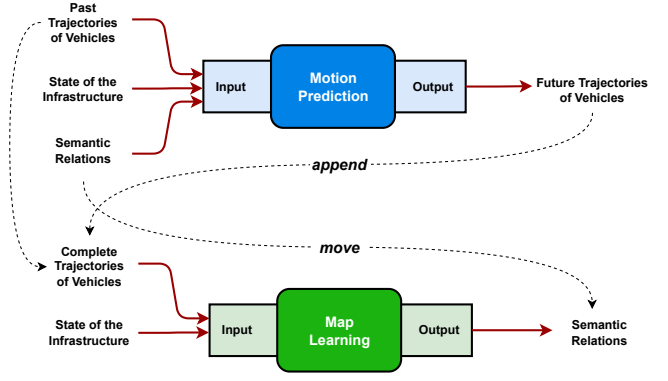 Past
Trajectories
of Vehicles
State of the
Infrastructure
Semantic
Relations
Input
Motion
Prediction
Output
Future Trajectories
of Vehicles
append
move
Complete
Trajectories
of Vehicles
State of the
Infrastructure
Input
Map
Learning
Output
Semantic
Relations